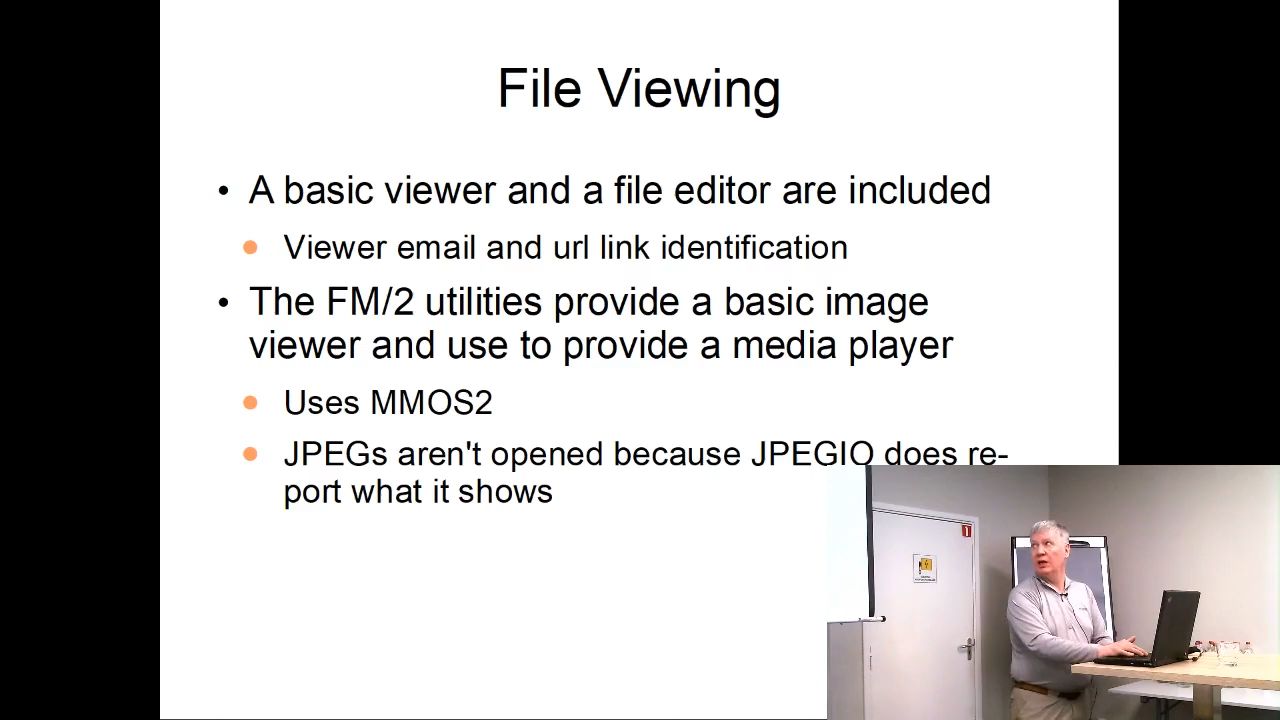 File Viewing
• A basic viewer and a file editor are included
● Viewer email and url link identification
• The FM/2 utilities provide a basic image
viewer and use to provide a media player
● Uses MMOS2
● JPEGs aren't opened because JPEGIO does re-
port what it shows